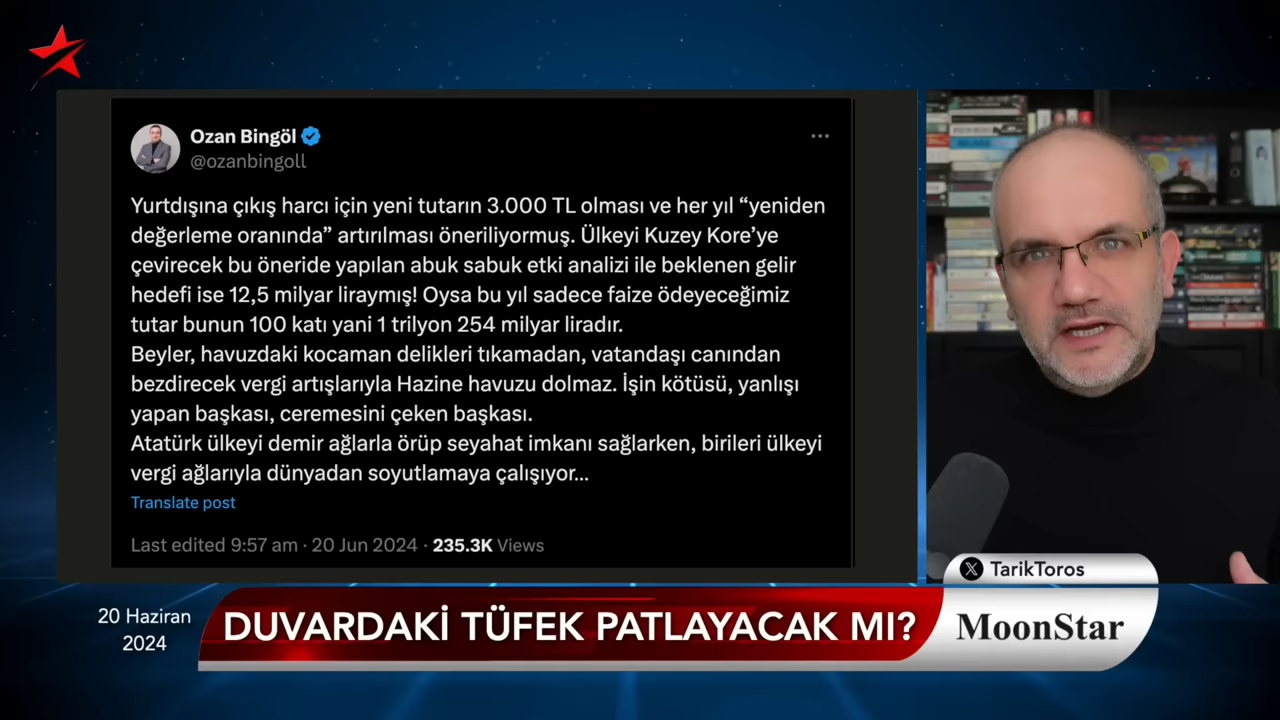 Ozan Bingöl
@ozanbingoll
Yurtdışına çıkış harcı için yeni tutarın 3.000 TL olması ve her yıl “yeniden
değerleme oranında” artırılması öneriliyormuş. Ülkeyi Kuzey Kore’ye
çevirecek bu öneride yapılan abuk sabuk etki analizi ile beklenen gelir
hedefi ise 12,5 milyar liraymış! Oysa bu yıl sadece faize ödeyeceğimiz
tutar bunun 100 katı yani 1 trilyon 254 milyar liradır.
Beyler, havuzdaki kocaman delikleri tıkamadan, vatandaşı canından
bezdirecek vergi artışlarıyla Hazine havuzu dolmaz. İşin kötüsü, yanlışı
yapan başkası, ceremesini çeken başkası.
Atatürk ülkeyi demir ağlarla örüp seyahat imkanı sağlarken, birileri ülkeyi
vergi ağlarıyla dünyadan soyutlamaya çalışıyor...
Translate post
Last edited 9:57 am · 20 Jun 2024 · 235.3K Views
X TarikToros
20 Haziran
2024
DUVARDAKİ TÜFEK PATLAYACAK MI?
MoonStar